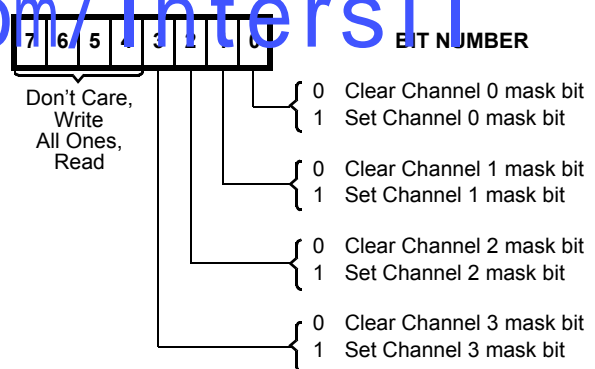 om/Intersil
7 6 5 4 3 2 1 0 BIT NUMBER
Don't Care,
Write
All Ones,
Read
0 Clear Channel 0 mask bit
1 Set Channel 0 mask bit
0 Clear Channel 1 mask bit
1 Set Channel 1 mask bit
0 Clear Channel 2 mask bit
1 Set Channel 2 mask bit
0 Clear Channel 3 mask bit
1 Set Channel 3 mask bit